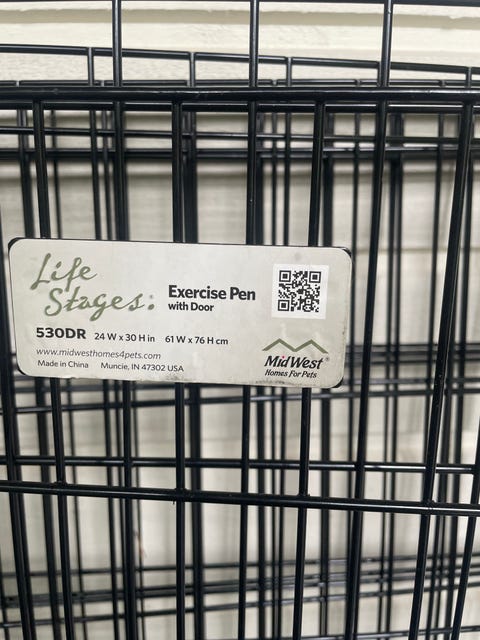 Life
Stages®
Exercise Pen
with Door
530DR 24 W x 30 H in 61 W x 76 H cm
www.midwesthomes4pets.com
Made in China Muncie, IN 47302 USA
MidWest®
Homes For Pets